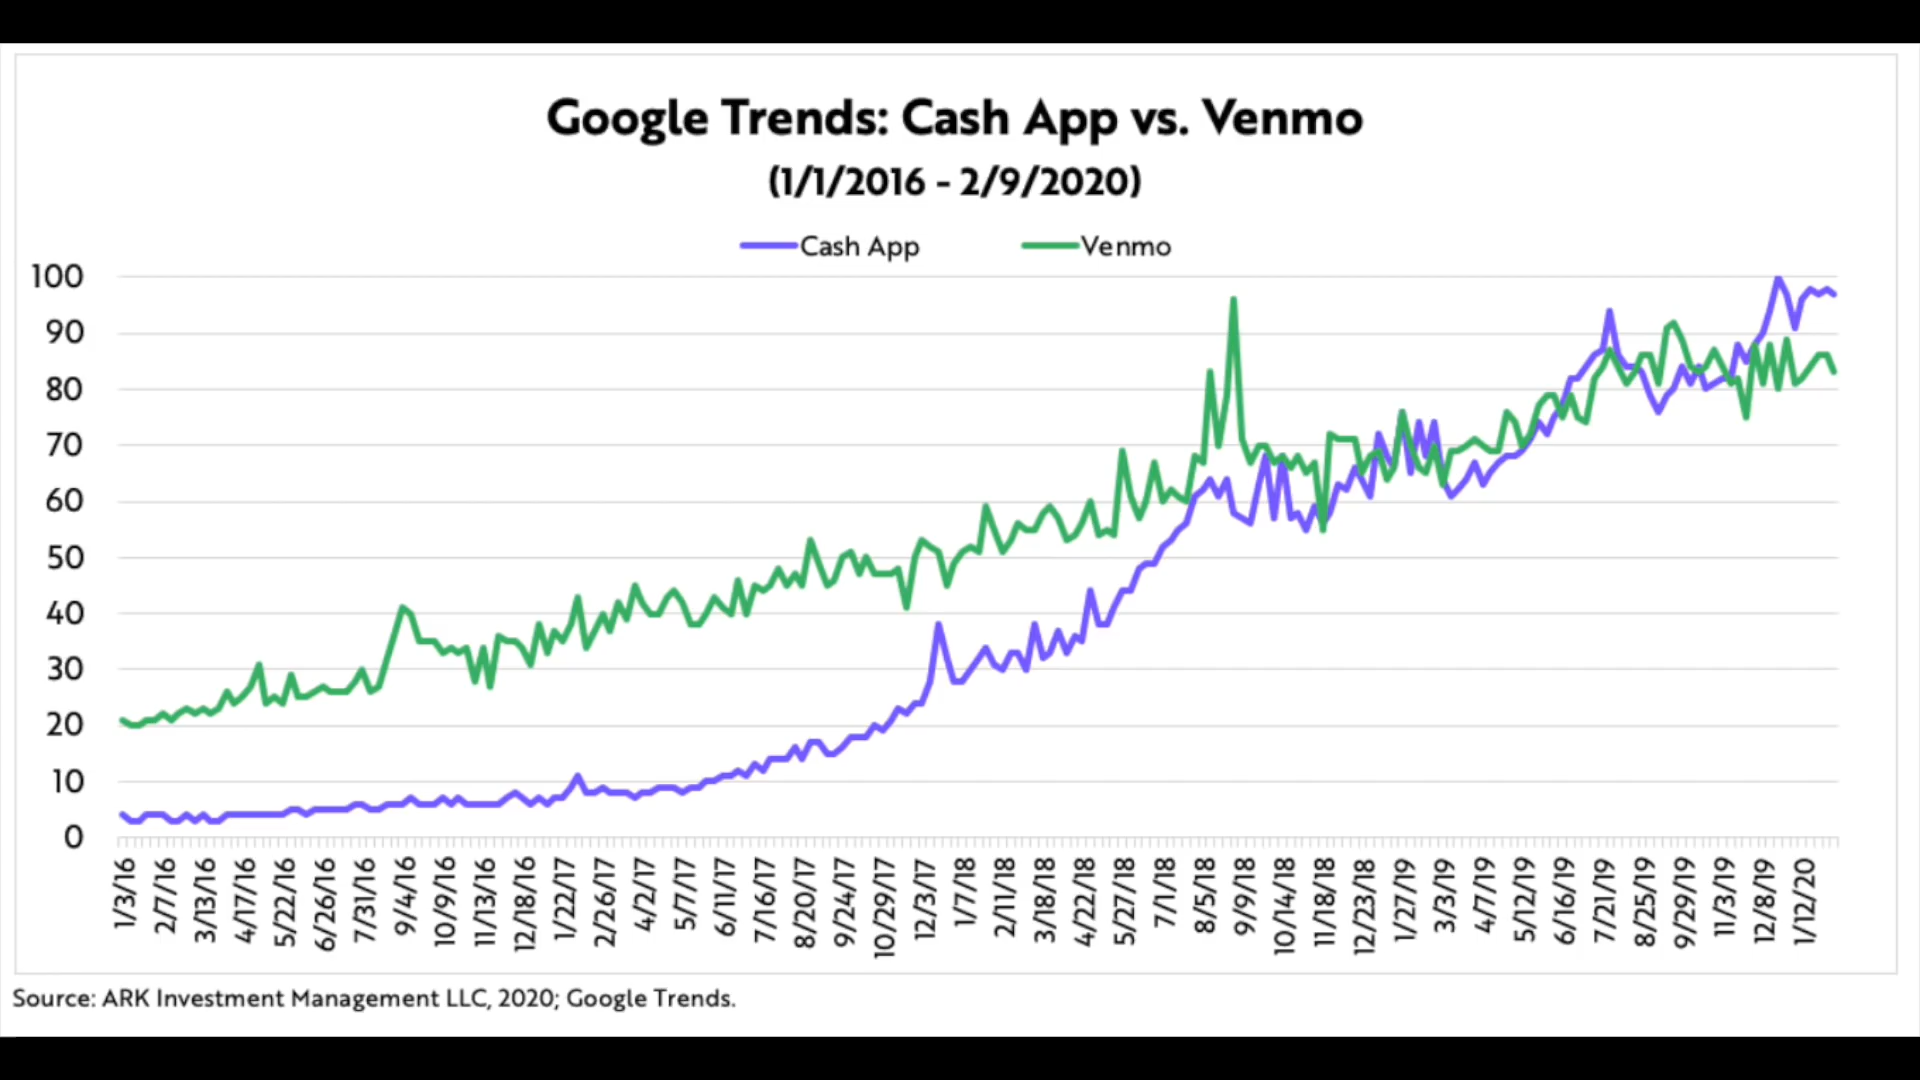 Google Trends: Cash App vs. Venmo
(1/1/2016 - 2/9/2020)
Cash App Venmo
100
90
80
70
60
50
40
30
20
10
0
1/3/16 2/7/16 3/13/16 4/17/16 5/22/16 6/26/16 7/31/16 9/4/16 10/9/16 11/13/16 12/18/16 1/22/17 2/26/17 4/2/17 5/7/17 6/11/17 7/16/17 8/20/17 9/24/17 10/29/17 12/3/17 1/7/18 2/11/18 3/18/18 4/22/18 5/27/18 7/1/18 8/5/18 9/9/18 10/14/18 11/18/18 12/23/18 1/27/19 3/3/19 4/7/19 5/12/19 6/16/19 7/21/19 8/25/19 9/29/19 11/3/19 12/8/19 1/12/20
Source: ARK Investment Management LLC, 2020; Google Trends.